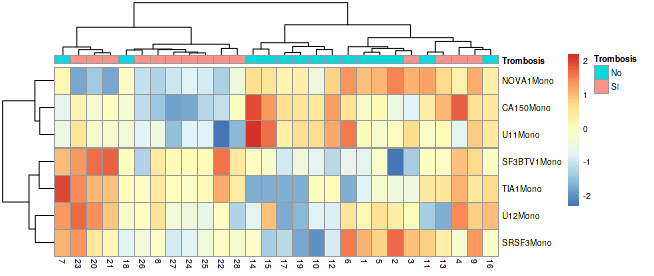 Trombosis
NOVA1Mono
CA150Mono
U11Mono
SF3BTV1Mono
TIA1Mono
U12Mono
SRSF3Mono
7 23 20 21 18 26 8 27 24 25 22 28 14 15 17 19 10 12 6 1 5 2 3 11 13 4 9 16
2
1
0
-1
-2
Trombosis
No
SI